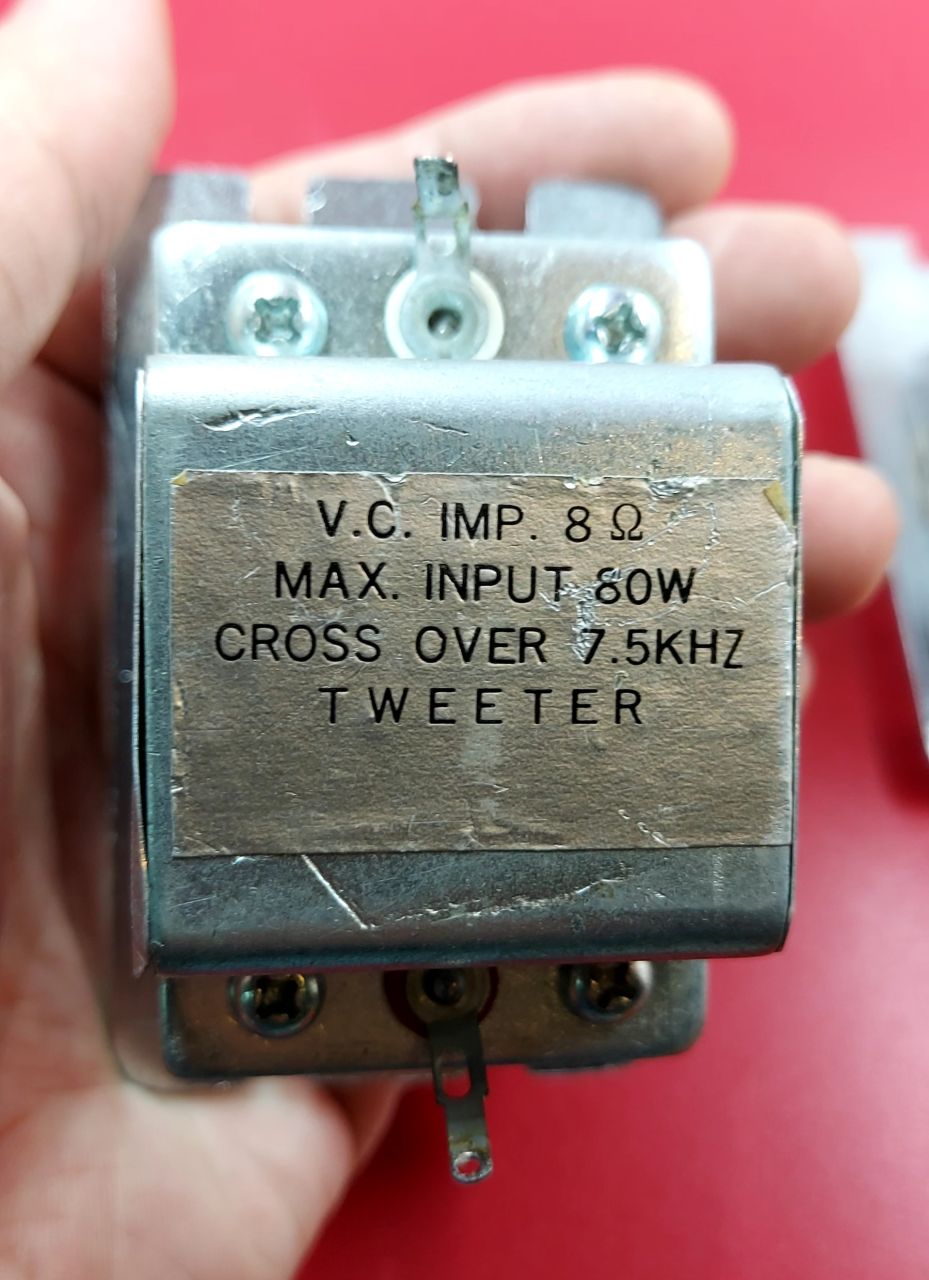 V.C. IMP. 8 Ω
MAX. INPUT 80W
CROSS OVER 7.5KHZ
TWEETER